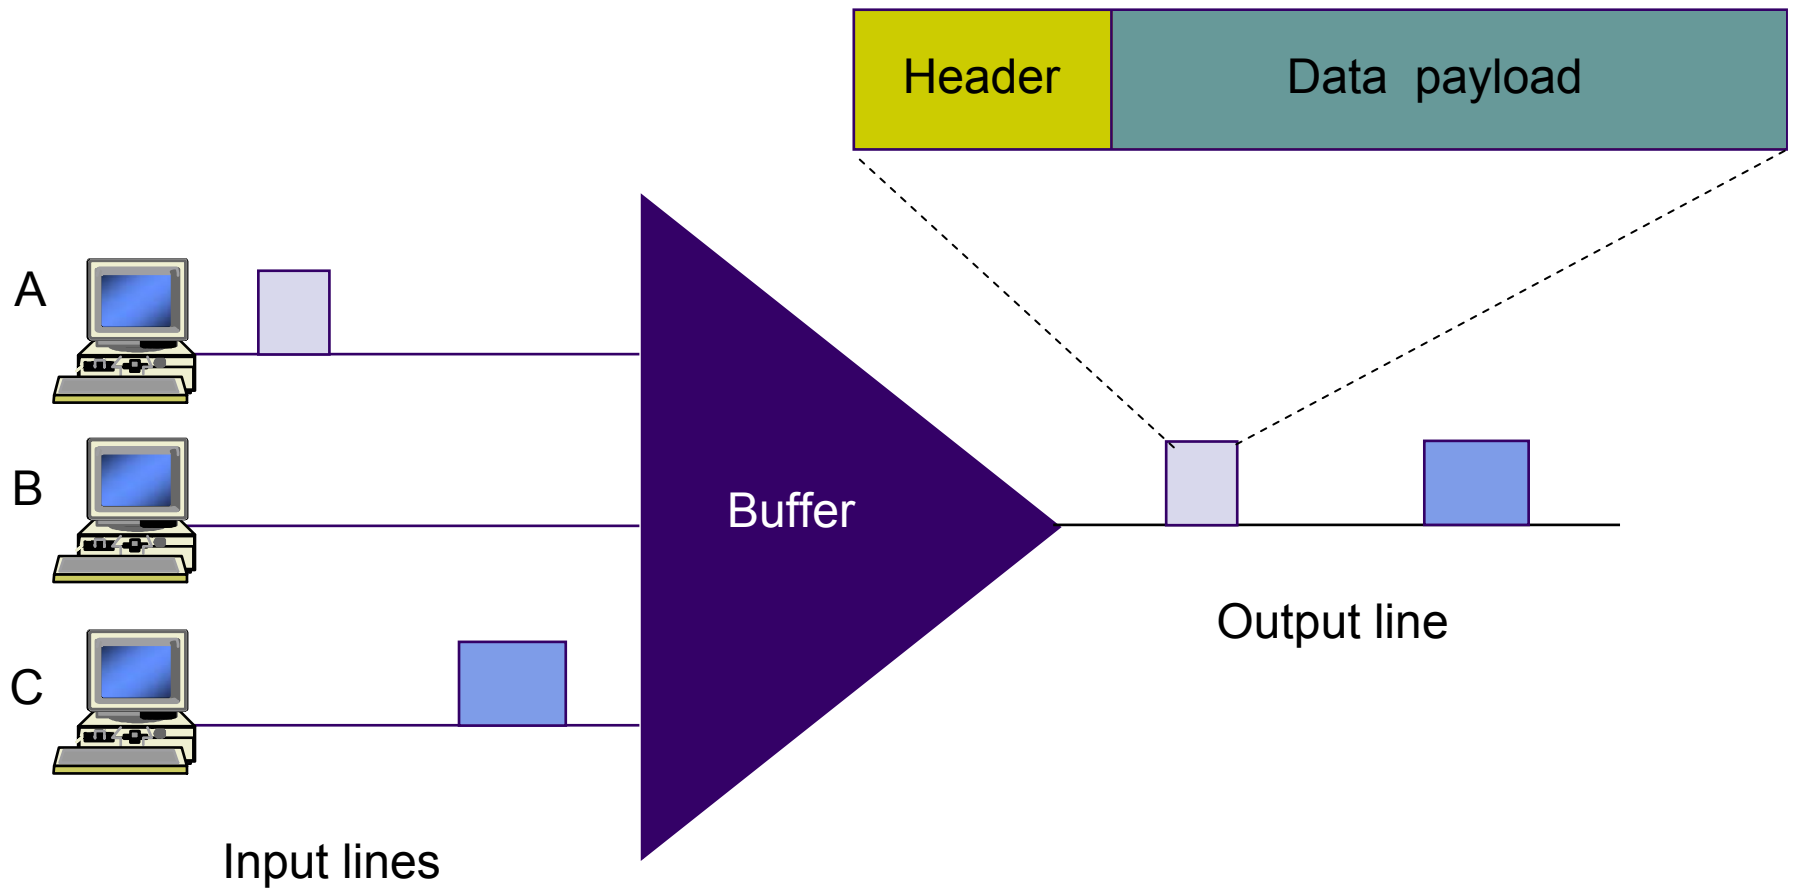 Header
Data payload
A
B
Buffer
Output line
C
Input lines